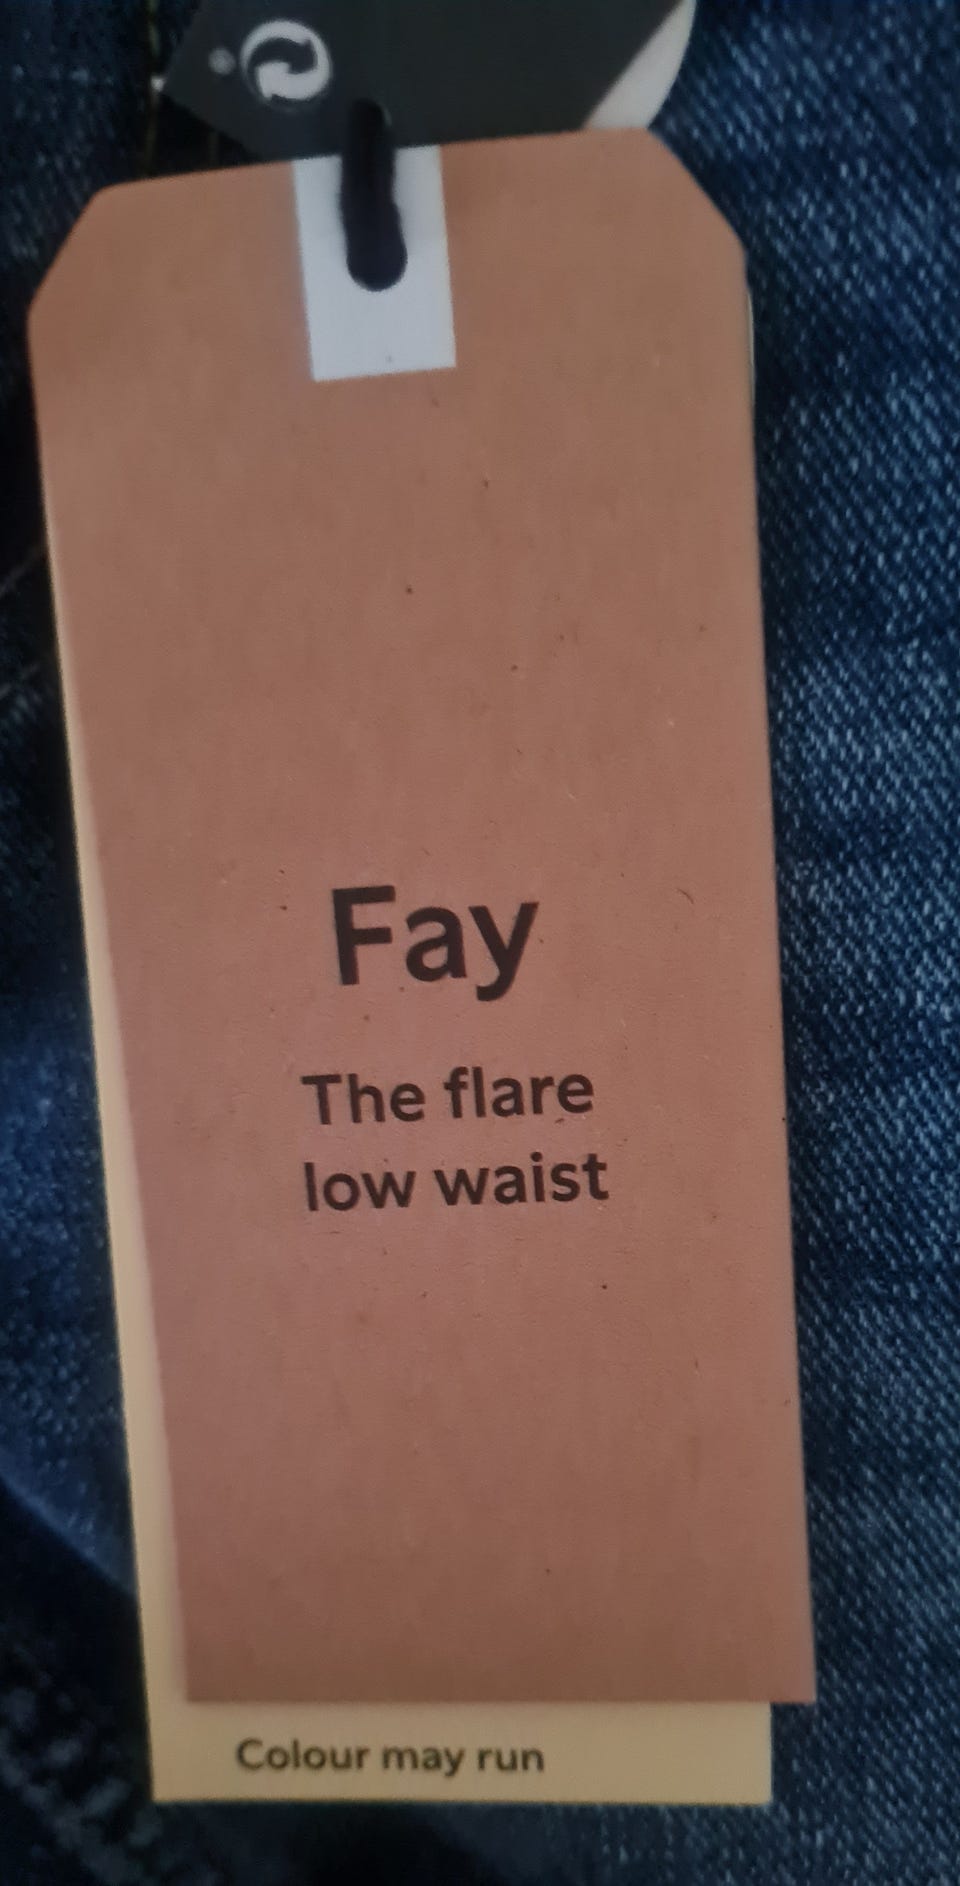 Fay
The flare
low waist
Colour may run